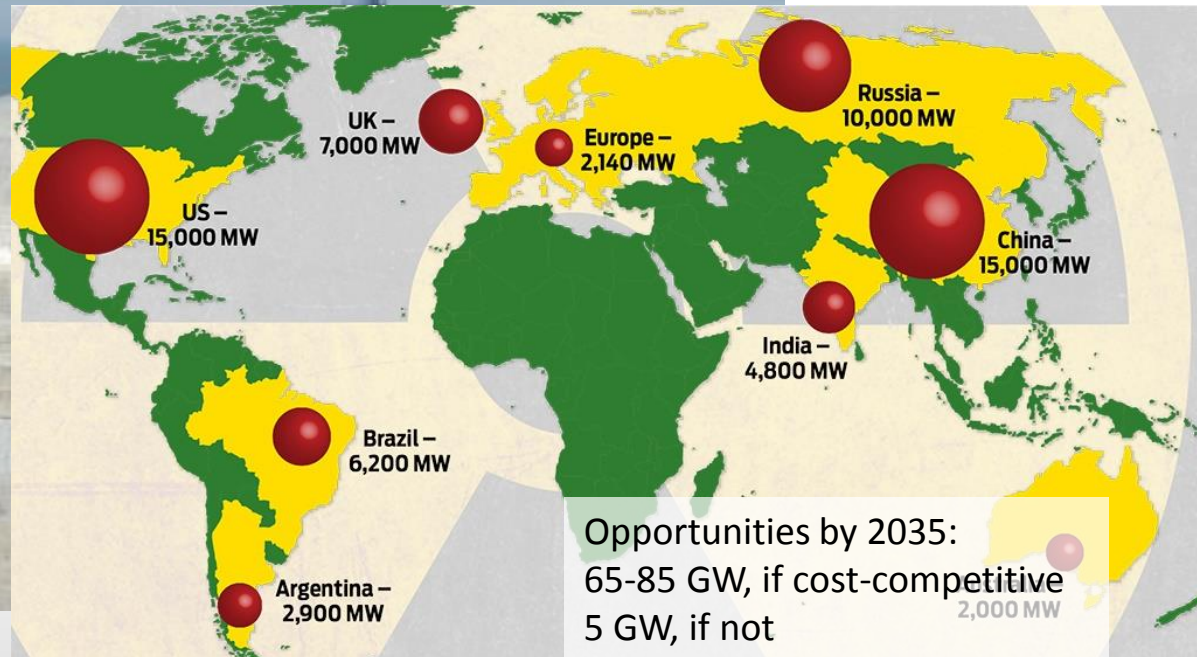 UK –
7,000 MW
Europe –
2,140 MW
Russia –
10,000 MW
US –
15,000 MW
China –
15,000 MW
India –
4,800 MW
Brazil –
6,200 MW
Argentina –
2,900 MW
Australia –
2,000 MW
Opportunities by 2035:
65-85 GW, if cost-competitive
5 GW, if not